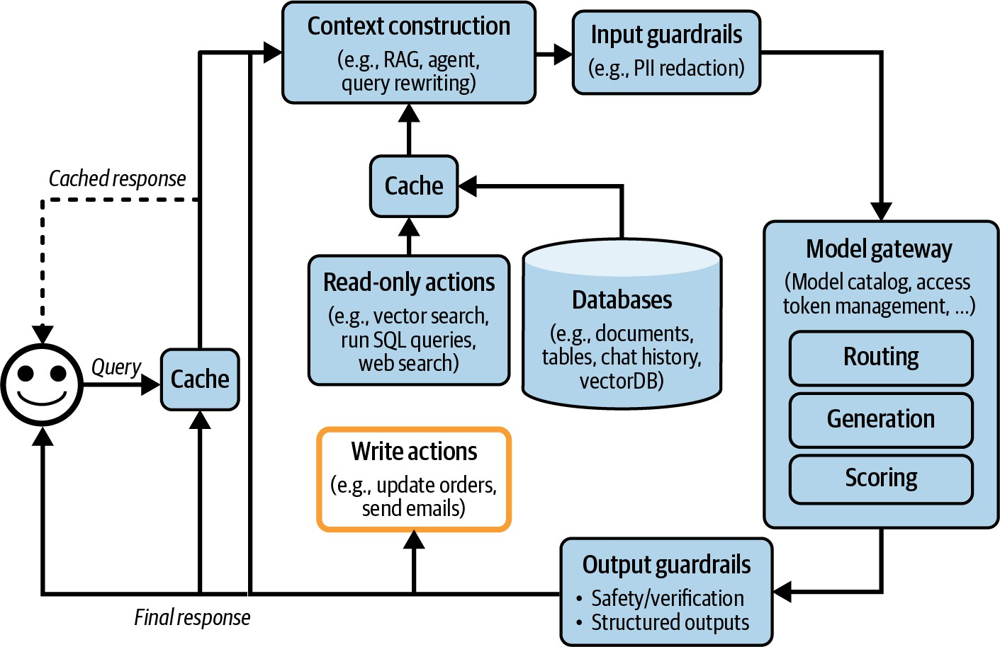 Context construction
(e.g., RAG, agent,
query rewriting)
Input guardrails
(e.g., PII redaction)
Cached response
Cache
Model gateway
(Model catalog, access
token management, ...)
Routing
Generation
Scoring
Read-only actions
(e.g., vector search,
run SQL queries,
web search)
Databases
(e.g., documents,
tables, chat history,
vectorDB)
Query
Cache
Write actions
(e.g., update orders,
send emails)
Output guardrails
• Safety/verification
• Structured outputs
Final response